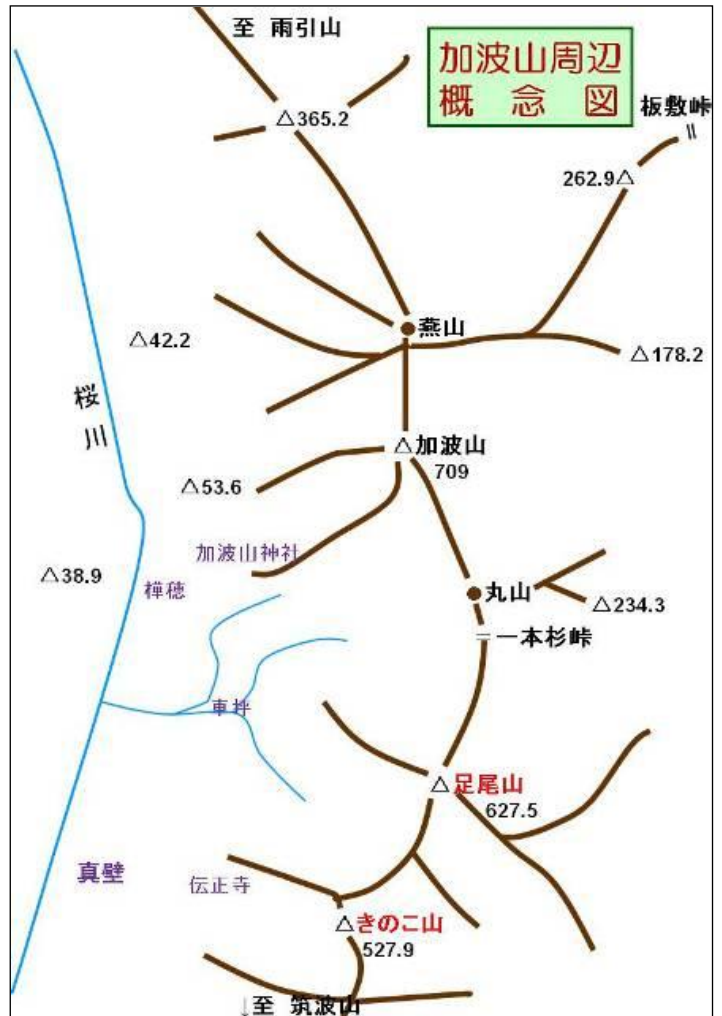 至 雨引山
加波山周辺
概念図
板敷峠
△365.2
262.9△
燕山
△42.2
△178.2
桜川
△加波山
709
△53.6
加波山神社
△38.9
樺穂
丸山
△234.3
一本杉峠
車拌
△足尾山
627.5
真壁
伝正寺
△きのこ山
527.9
↓至 筑波山